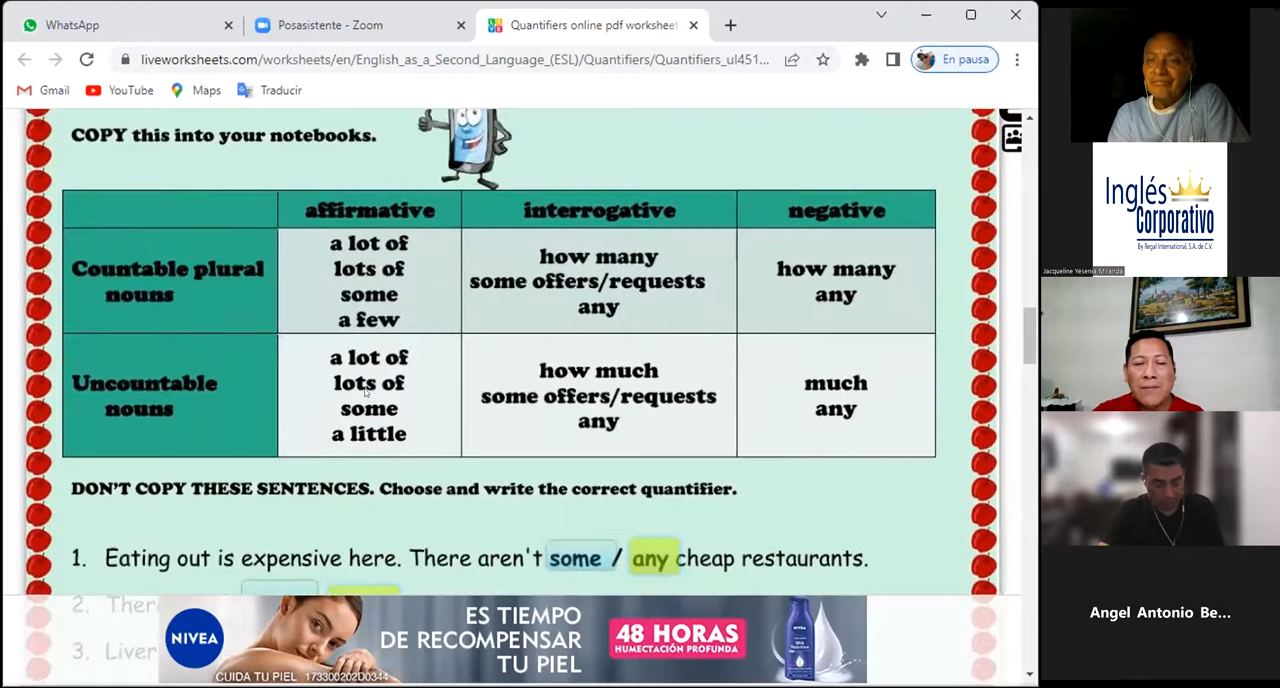 WhatsApp
Posasistente - Zoom
Quantifiers online pdf worksheet
liveworksheets.com/worksheets/en/English_as_a_Second_Language_(ESL)/Quantifiers/Quantifiers_ul451...
En pausa
Gmail
YouTube
Maps
Traducir
COPY this into your notebooks.
affirmative
interrogative
negative
Countable plural
nouns
a lot of
lots of
some
a few
how many
some offers/requests
any
how many
any
Uncountable
nouns
a lot of
lots of
some
a little
how much
some offers/requests
any
much
any
DON'T COPY THESE SENTENCES. Choose and write the correct quantifier.
1. Eating out is expensive here. There aren't some / any cheap restaurants.
2. Ther
3. Liver
NIVEA
ES TIEMPO
DE RECOMPENSAR
TU PIEL
48 HORAS
HUMECTACIÓN PROFUNDA
CUIDA TU PIEL 173300202D0344
Inglés
Corporativo
By Regal International, S.A. de C.V.
Jacqueline Yesenia Miranda
Angel Antonio Be...